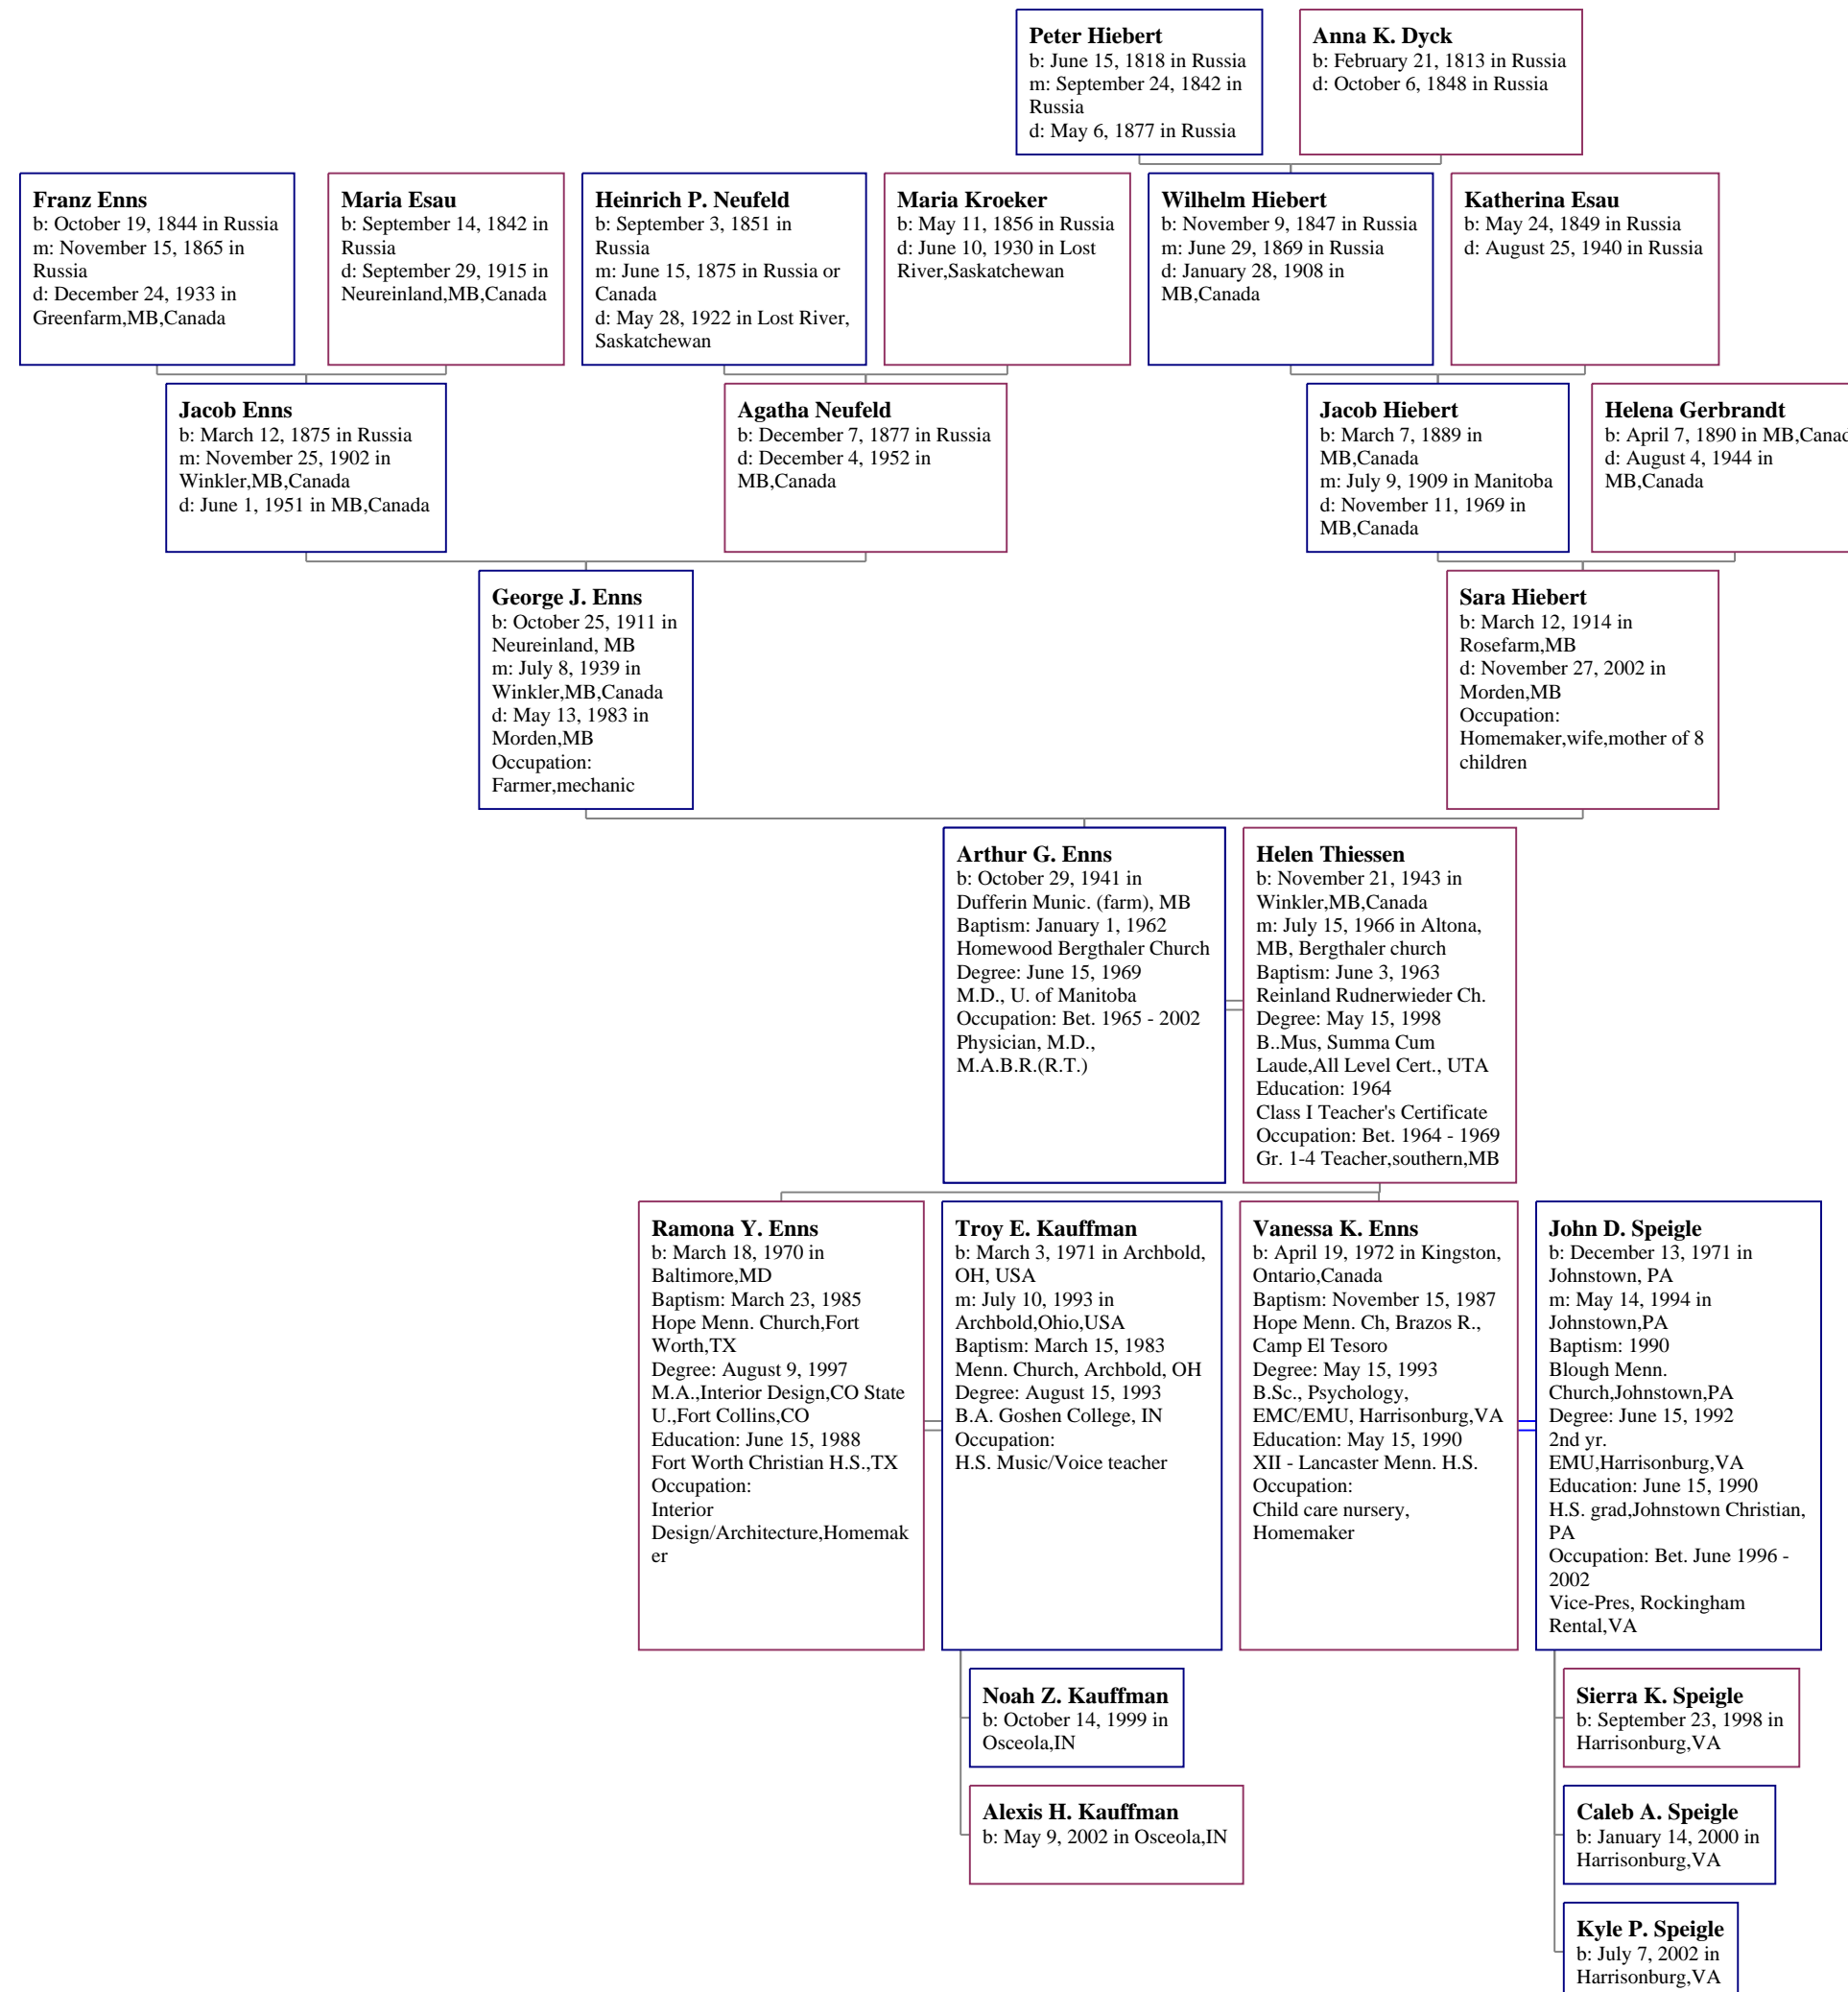 Peter Hiebert
b: June 15, 1818 in Russia
m: September 24, 1842 in
Russia
d: May 6, 1877 in Russia
Anna K. Dyck
b: February 21, 1813 in Russia
d: October 6, 1848 in Russia
Franz Enns
b: October 19, 1844 in Russia
m: November 15, 1865 in
Russia
d: December 24, 1933 in
Greenfarm,MB,Canada
Maria Esau
b: September 14, 1842 in
Russia
d: September 29, 1915 in
Neureinland,MB,Canada
Heinrich P. Neufeld
b: September 3, 1851 in
Russia
m: June 15, 1875 in Russia or
Canada
d: May 28, 1922 in Lost River,
Saskatchewan
Maria Kroeker
b: May 11, 1856 in Russia
d: June 10, 1930 in Lost
River,Saskatchewan
Wilhelm Hiebert
b: November 9, 1847 in Russia
m: June 29, 1869 in Russia
d: January 28, 1908 in
MB,Canada
Katherina Esau
b: May 24, 1849 in Russia
d: August 25, 1940 in Russia
Jacob Enns
b: March 12, 1875 in Russia
m: November 25, 1902 in
Winkler,MB,Canada
d: June 1, 1951 in MB,Canada
Agatha Neufeld
b: December 7, 1877 in Russia
d: December 4, 1952 in
MB,Canada
Jacob Hiebert
b: March 7, 1889 in
MB,Canada
m: July 9, 1909 in Manitoba
d: November 11, 1969 in
MB,Canada
Helena Gerbrandt
b: April 7, 1890 in MB,Canad
d: August 4, 1944 in
MB,Canada
George J. Enns
b: October 25, 1911 in
Neureinland, MB
m: July 8, 1939 in
Winkler,MB,Canada
d: May 13, 1983 in
Morden,MB
Occupation:
Farmer,mechanic
Sara Hiebert
b: March 12, 1914 in
Rosefarm,MB
d: November 27, 2002 in
Morden,MB
Occupation:
Homemaker,wife,mother of 8
children
Arthur G. Enns
b: October 29, 1941 in
Dufferin Munic. (farm), MB
Baptism: January 1, 1962
Homewood Bergthaler Church
Degree: June 15, 1969
M.D., U. of Manitoba
Occupation: Bet. 1965 - 2002
Physician, M.D.,
M.A.B.R.(R.T.)
Helen Thiessen
b: November 21, 1943 in
Winkler,MB,Canada
m: July 15, 1966 in Altona,
MB, Bergthaler church
Baptism: June 3, 1963
Reinland Rudnerwieder Ch.
Degree: May 15, 1998
B..Mus, Summa Cum
Laude,All Level Cert., UTA
Education: 1964
Class I Teacher's Certificate
Occupation: Bet. 1964 - 1969
Gr. 1-4 Teacher,southern,MB
Ramona Y. Enns
b: March 18, 1970 in
Baltimore,MD
Baptism: March 23, 1985
Hope Menn. Church,Fort
Worth,TX
Degree: August 9, 1997
M.A.,Interior Design,CO State
U.,Fort Collins,CO
Education: June 15, 1988
Fort Worth Christian H.S.,TX
Occupation:
Interior
Design/Architecture,Homemak
er
Troy E. Kauffman
b: March 3, 1971 in Archbold,
OH, USA
m: July 10, 1993 in
Archbold,Ohio,USA
Baptism: March 15, 1983
Menn. Church, Archbold, OH
Degree: August 15, 1993
B.A. Goshen College, IN
Occupation:
H.S. Music/Voice teacher
Vanessa K. Enns
b: April 19, 1972 in Kingston,
Ontario,Canada
Baptism: November 15, 1987
Hope Menn. Ch, Brazos R.,
Camp El Tesoro
Degree: May 15, 1993
B.Sc., Psychology,
EMC/EMU, Harrisonburg,VA
Education: May 15, 1990
XII - Lancaster Menn. H.S.
Occupation:
Child care nursery,
Homemaker
John D. Speigle
b: December 13, 1971 in
Johnstown, PA
m: May 14, 1994 in
Johnstown,PA
Baptism: 1990
Blough Menn.
Church,Johnstown,PA
Degree: June 15, 1992
2nd yr.
EMU,Harrisonburg,VA
Education: June 15, 1990
H.S. grad,Johnstown Christian,
PA
Occupation: Bet. June 1996 -
2002
Vice-Pres, Rockingham
Rental,VA
Noah Z. Kauffman
b: October 14, 1999 in
Osceola,IN
Alexis H. Kauffman
b: May 9, 2002 in Osceola,IN
Sierra K. Speigle
b: September 23, 1998 in
Harrisonburg,VA
Caleb A. Speigle
b: January 14, 2000 in
Harrisonburg,VA
Kyle P. Speigle
b: July 7, 2002 in
Harrisonburg,VA